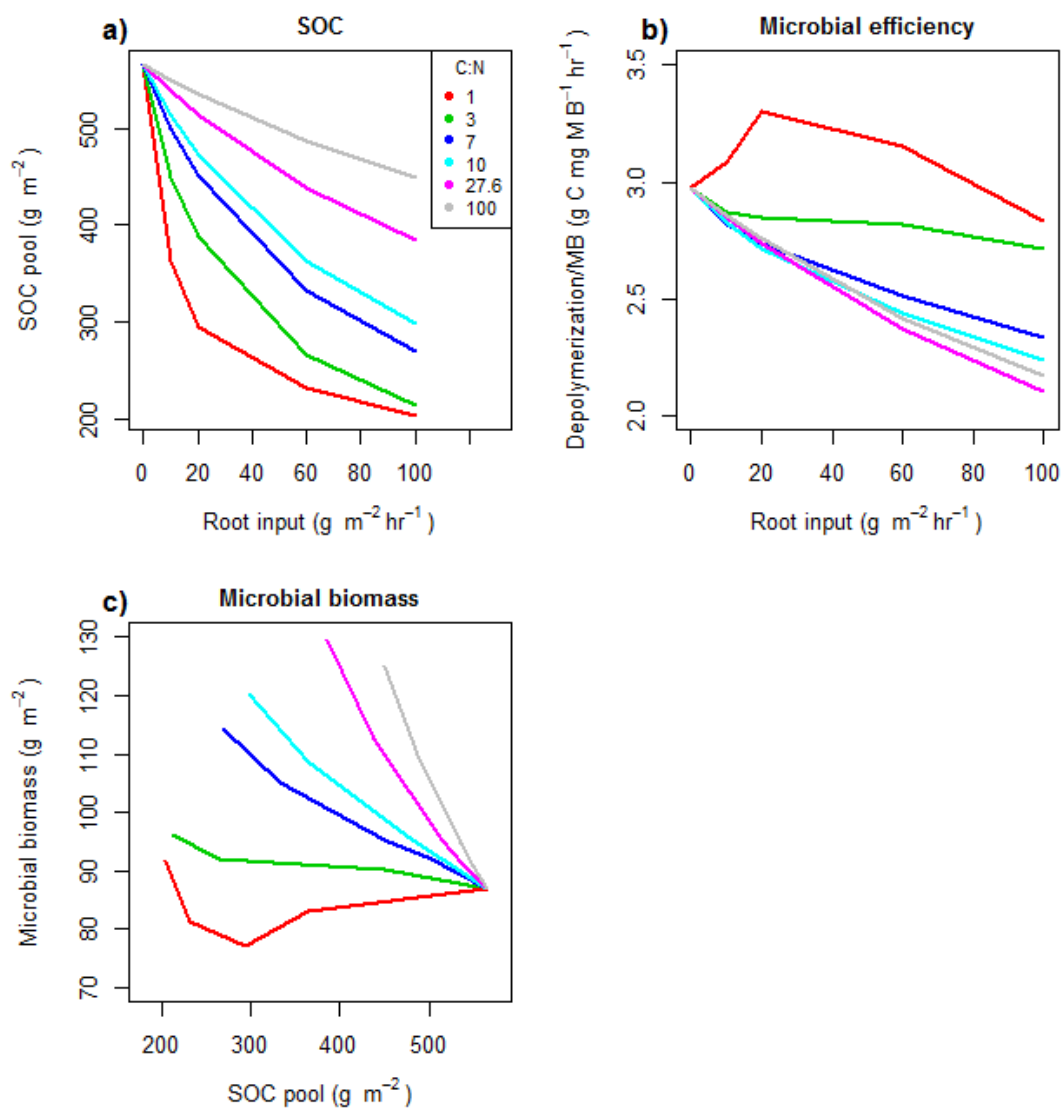 a) SOC
SOC pool (g m⁻²)
500
400
300
200
C:N
1
3
7
10
27.6
100
0 20 40 60 80 100
Root input (g m⁻² hr⁻¹)
b) Microbial efficiency
Depolymerization/MB (g C mg M B⁻¹ hr⁻¹)
3.5
3.0
2.5
2.0
0 20 40 60 80 100
Root input (g m⁻² hr⁻¹)
c) Microbial biomass
Microbial biomass (g m⁻²)
130
120
110
100
90
80
70
200 300 400 500
SOC pool (g m⁻²)